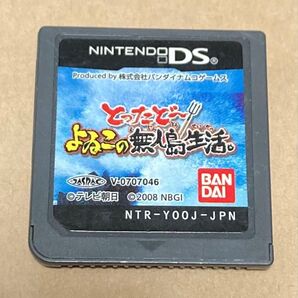 NINTENDO DS
Produced by 株式会社バンダイナムコゲームス
とったどー
よゐこの無人島生活。
V-0707046
BAN
DAI
©テレビ朝日 ©2008 NBGI
NTR-YOOJ-JPN